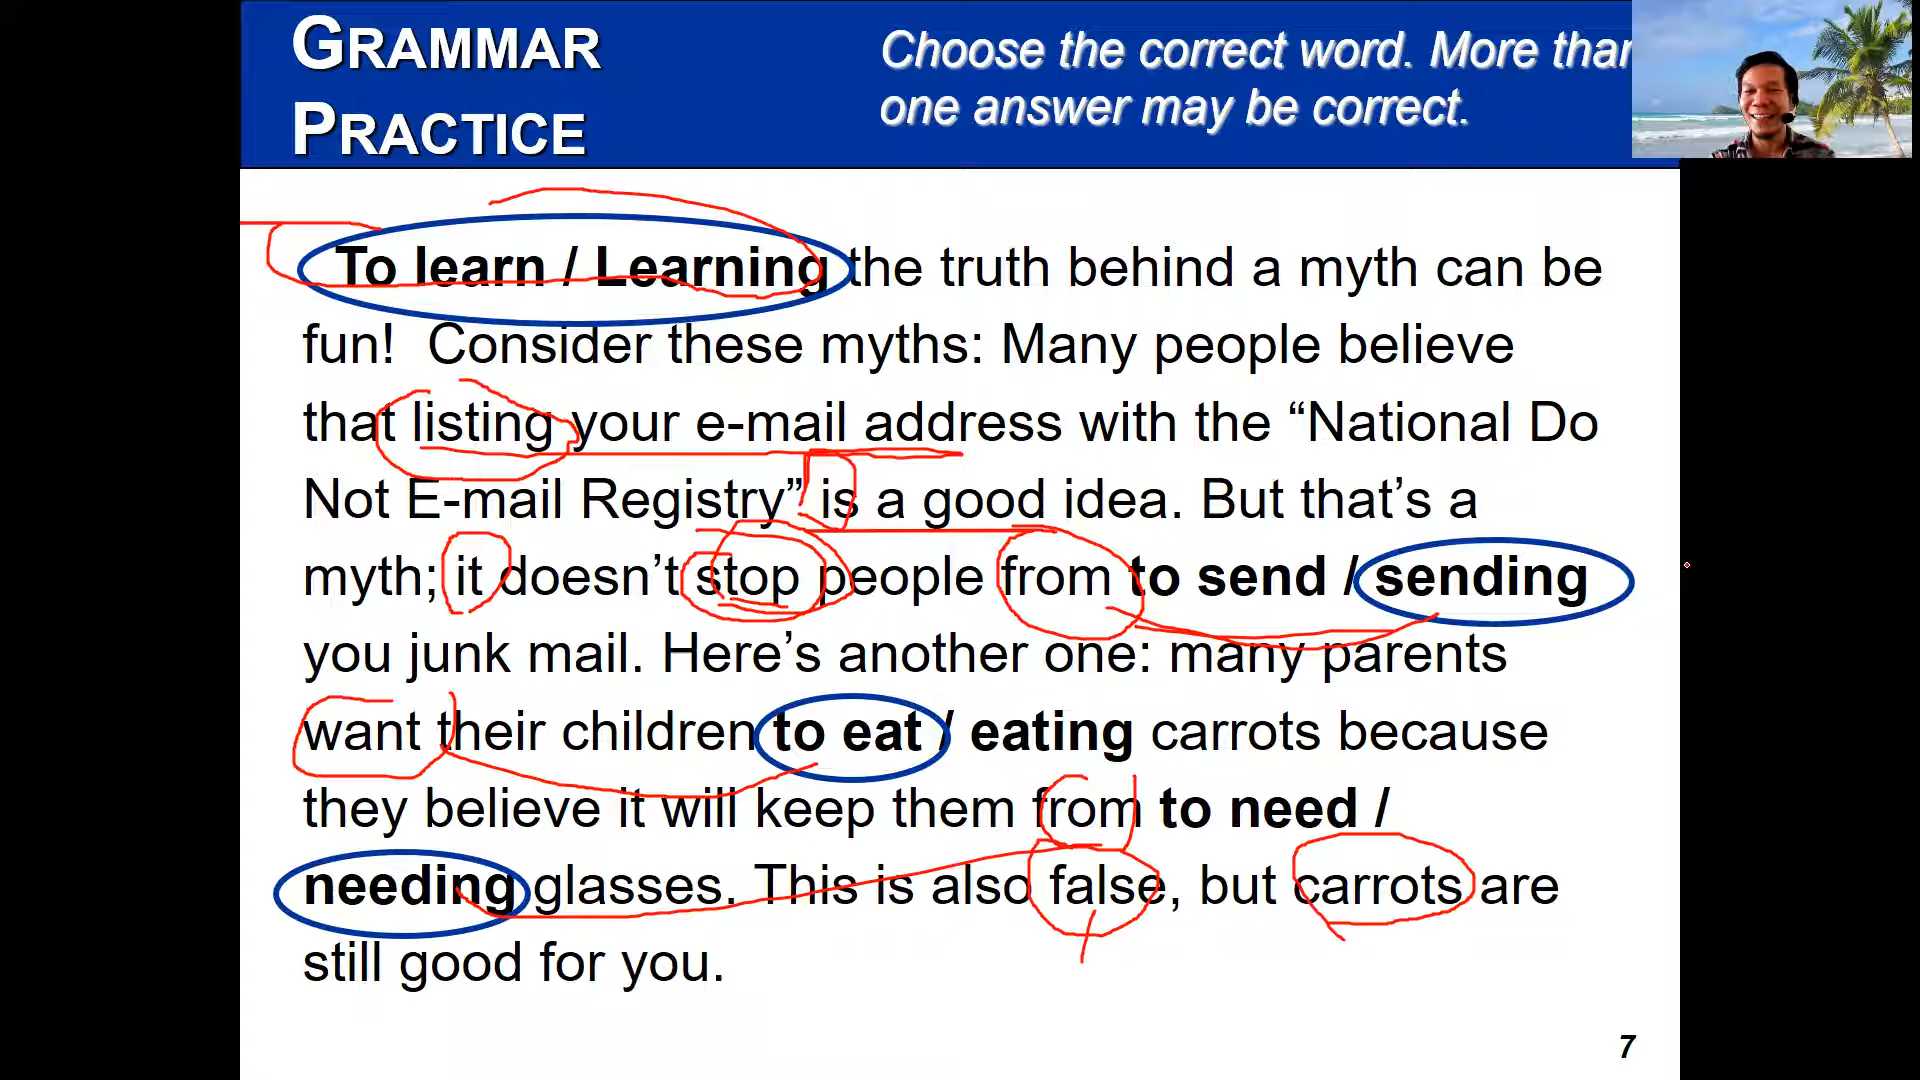 GRAMMAR
PRACTICE
Choose the correct word. More than
one answer may be correct.
To learn / Learning the truth behind a myth can be
fun! Consider these myths: Many people believe
that listing your e-mail address with the “National Do
Not E-mail Registry” is a good idea. But that’s a
myth; it doesn’t stop people from to send / sending
you junk mail. Here’s another one: many parents
want their children to eat / eating carrots because
they believe it will keep them from to need /
needing glasses. This is also false, but carrots are
still good for you.
7